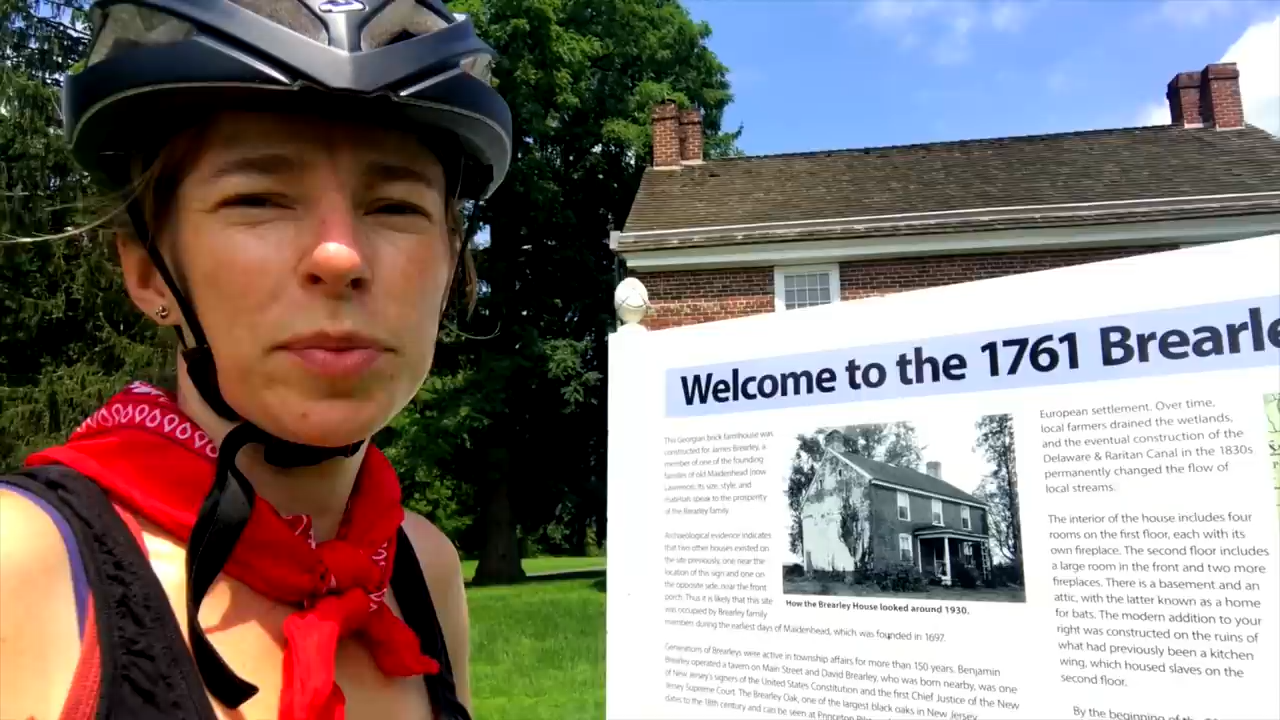 Welcome to the 1761 Brearle
This Georgian brick farmhouse was
constructed for James Brearley, a
member of one of the founding
families of old Maidenhead (now
Lawrence). Its size, style, and
materials speak to the prosperity
of the Brearley family.
Archaeological evidence indicates
that two other houses existed on
the site previously, one near the
location of this sign and one on
the opposite side, near the front
porch. Thus it is likely that this site
was occupied by Brearley family
members during the earliest days of Maidenhead, which was founded in 1697.
Generations of Brearleys were active in township affairs for more than 150 years. Benjamin
Brearley operated a tavern on Main Street and David Brearley, who was born nearby, was one
of New Jersey's signers of the United States Constitution and the first Chief Justice of the New
Jersey Supreme Court. The Brearley Oak, one of the largest black oaks in New Jersey,
dates to the 18th century and can be seen at Princeton
How the Brearley House looked around 1930.
European settlement. Over time,
local farmers drained the wetlands,
and the eventual construction of the
Delaware & Raritan Canal in the 1830s
permanently changed the flow of
local streams.
The interior of the house includes four
rooms on the first floor, each with its
own fireplace. The second floor includes
a large room in the front and two more
fireplaces. There is a basement and an
attic, with the latter known as a home
for bats. The modern addition to your
right was constructed on the ruins of
what had previously been a kitchen
wing, which housed slaves on the
second floor.
By the beginning of the